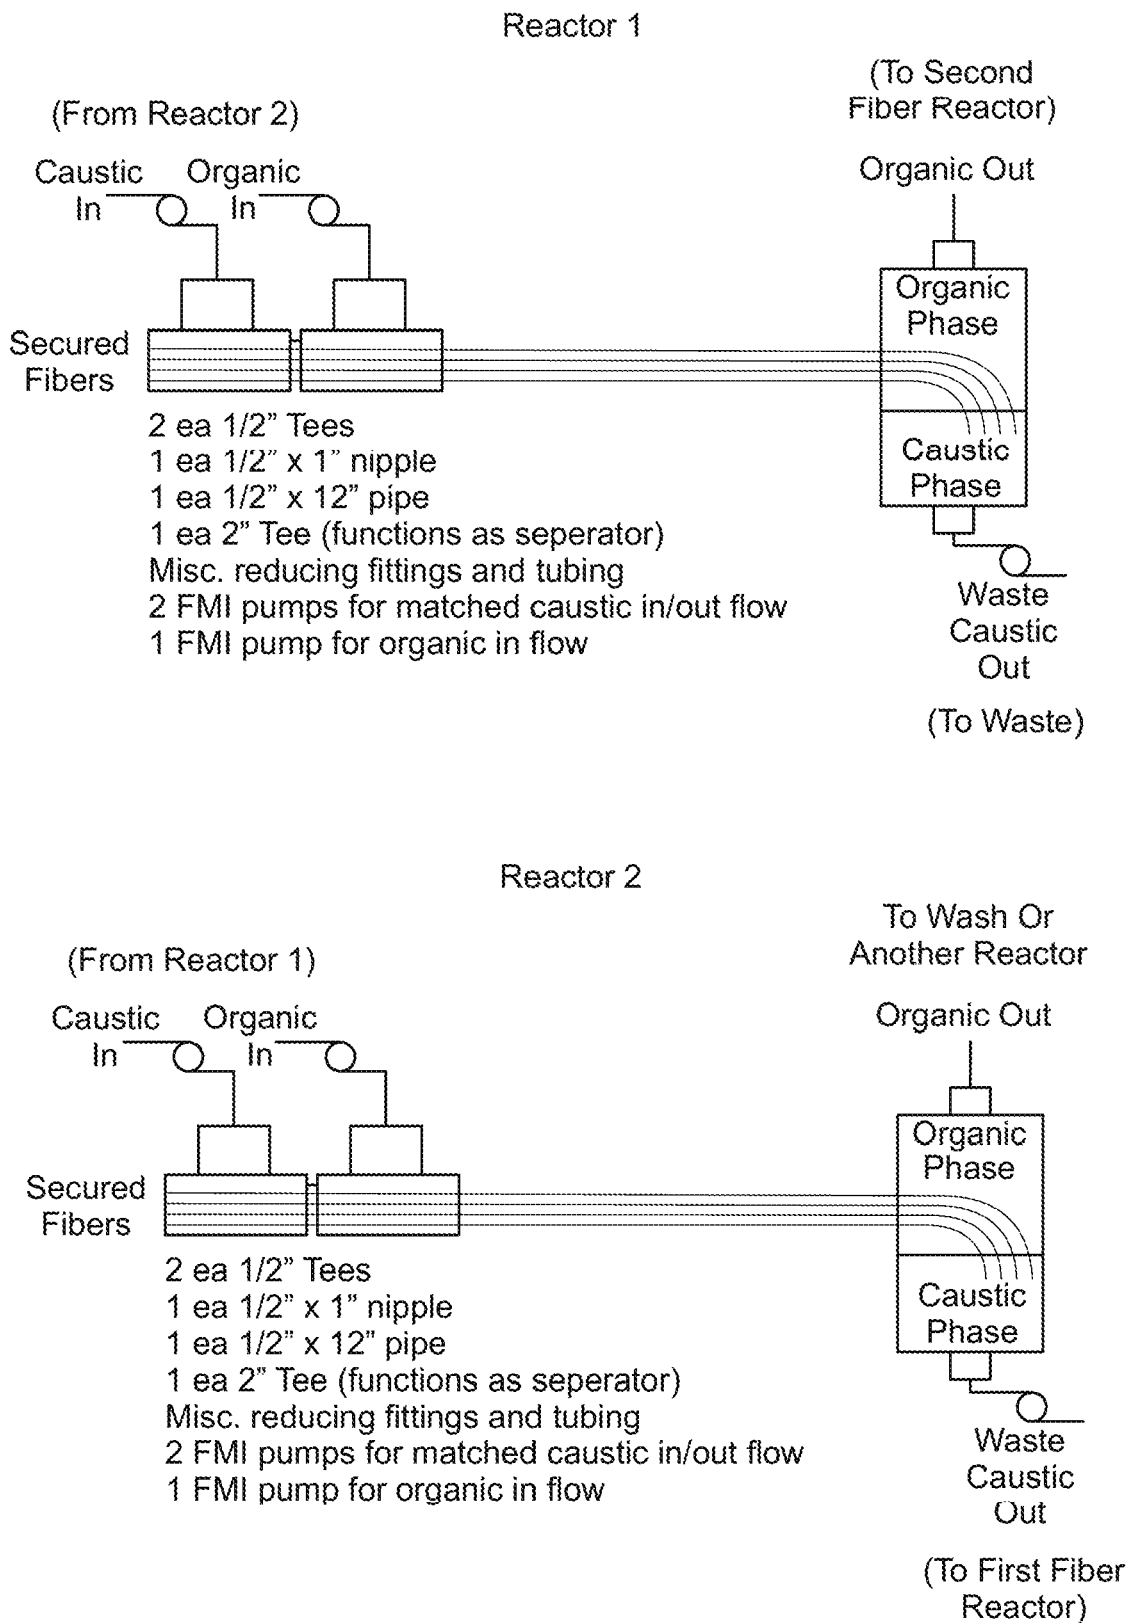 Reactor 1
(To Second
Fiber Reactor)
(From Reactor 2)
Caustic
In
Organic
In
Organic Out
Organic
Phase
Secured
Fibers
Caustic
Phase
2 ea 1/2” Tees
1 ea 1/2” x 1” nipple
1 ea 1/2” x 12” pipe
1 ea 2” Tee (functions as seperator)
Misc. reducing fittings and tubing
2 FMI pumps for matched caustic in/out flow
1 FMI pump for organic in flow
Waste
Caustic
Out
(To Waste)
Reactor 2
To Wash Or
Another Reactor
(From Reactor 1)
Caustic
In
Organic
In
Organic Out
Organic
Phase
Secured
Fibers
Caustic
Phase
2 ea 1/2” Tees
1 ea 1/2” x 1” nipple
1 ea 1/2” x 12” pipe
1 ea 2” Tee (functions as seperator)
Misc. reducing fittings and tubing
2 FMI pumps for matched caustic in/out flow
1 FMI pump for organic in flow
Waste
Caustic
Out
(To First Fiber
Reactor)